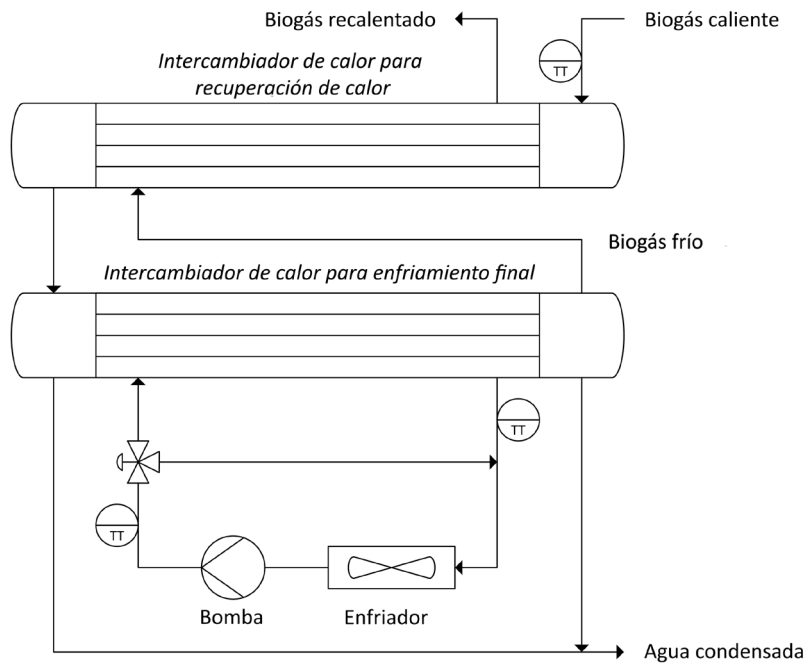 Biogás recalentado
Biogás caliente
Intercambiador de calor para
recuperación de calor
TT
Biogás frío
Intercambiador de calor para enfriamiento final
TT
TT
Bomba
Enfriador
Agua condensada